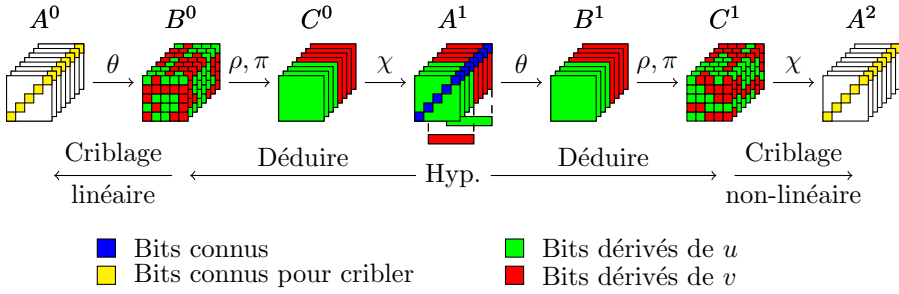 A⁰ B⁰ C⁰ A¹ B¹ C¹ A²
θ ρ, π χ θ ρ, π χ
Criblage Déduire Hyp. Déduire Criblage
linéaire non-linéaire
Bits connus Bits dérivés de u
Bits connus pour cribler Bits dérivés de v